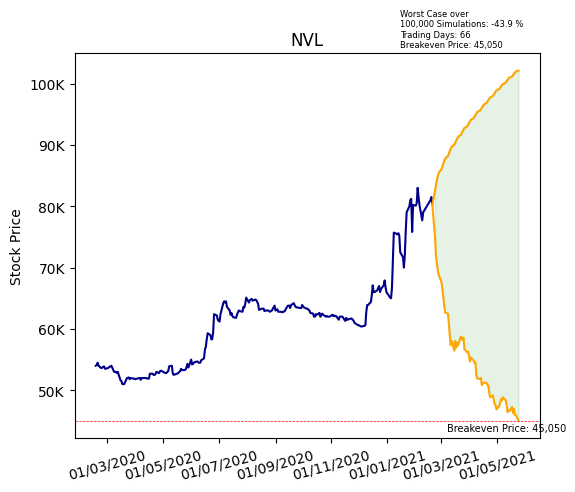 Worst Case over
100,000 Simulations: -43.9 %
Trading Days: 66
Breakeven Price: 45,050
NVL
100K
90K
80K
70K
60K
50K
Stock Price
Breakeven Price: 45,050
01/03/2020 01/05/2020 01/07/2020 01/09/2020 01/11/2020 01/01/2021 01/03/2021 01/05/2021